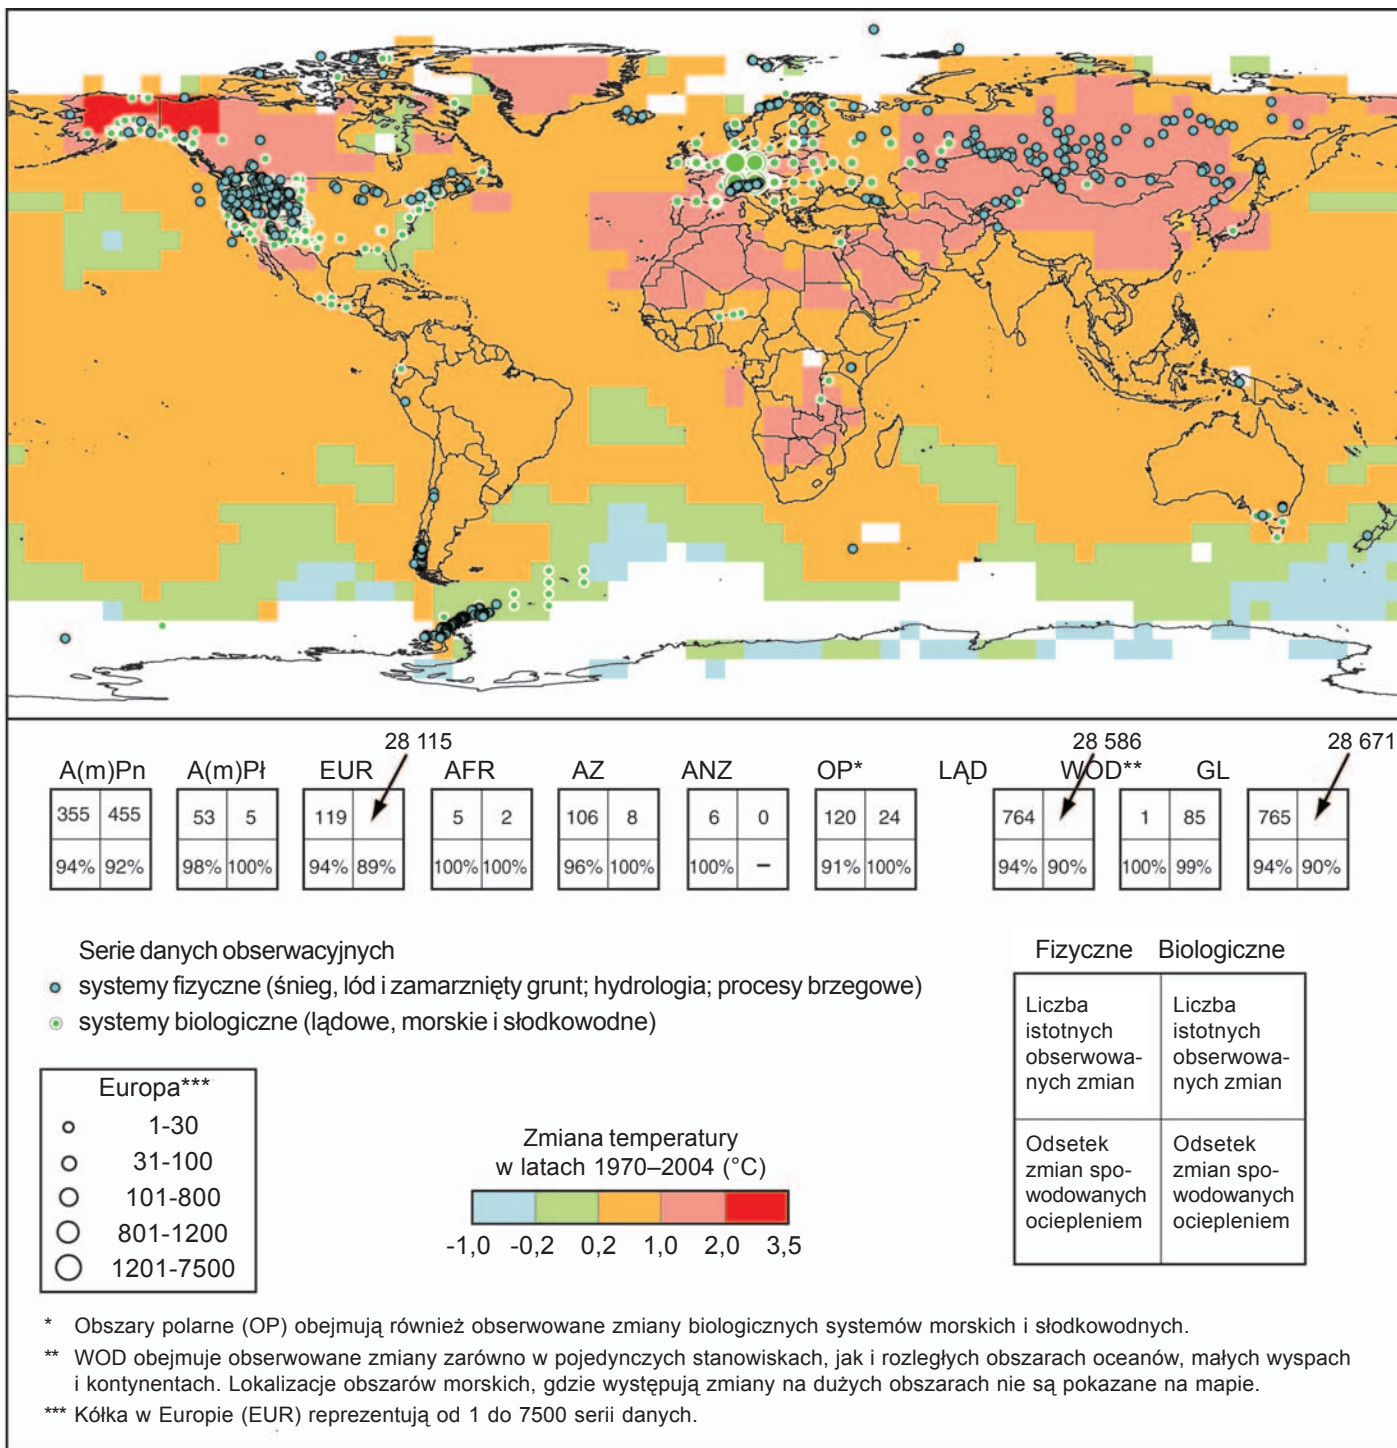 28 115 28 586 28 671
A(m)Pn A(m)Pł EUR AFR AZ ANZ OP* LĄD WOD** GL
355 455 53 5 119 5 2 106 8 6 0 120 24 764 1 85 765
94% 92% 98% 100% 94% 89% 100% 100% 96% 100% 100% – 91% 100% 94% 90% 100% 99% 94% 90%
Serie danych obserwacyjnych
systemy fizyczne (śnieg, lód i zamarznięty grunt; hydrologia; procesy brzegowe)
systemy biologiczne (lądowe, morskie i słodkowodne)
Fizyczne Biologiczne
Liczba
istotnych
obserwowa-
nych zmian
Liczba
istotnych
obserwowa-
nych zmian
Odsetek
zmian spo-
wodowanych
ociepleniem
Odsetek
zmian spo-
wodowanych
ociepleniem
Europa***
1-30
31-100
101-800
801-1200
1201-7500
Zmiana temperatury
w latach 1970–2004 (°C)
-1,0 -0,2 0,2 1,0 2,0 3,5
* Obszary polarne (OP) obejmują również obserwowane zmiany biologicznych systemów morskich i słodkowodnych.
** WOD obejmuje obserwowane zmiany zarówno w pojedynczych stanowiskach, jak i rozległych obszarach oceanów, małych wyspach
i kontynentach. Lokalizacje obszarów morskich, gdzie występują zmiany na dużych obszarach nie są pokazane na mapie.
*** Kółka w Europie (EUR) reprezentują od 1 do 7500 serii danych.